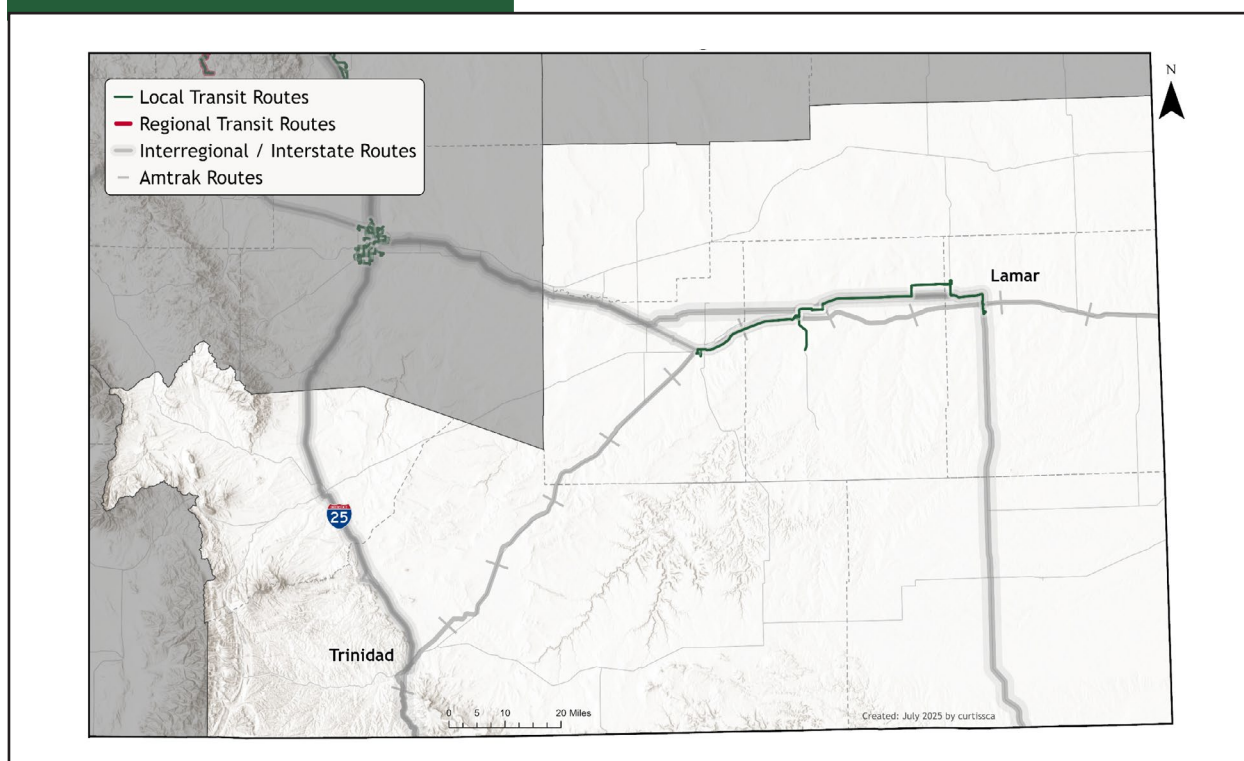 N
Local Transit Routes
Regional Transit Routes
Interregional / Interstate Routes
Amtrak Routes
Lamar
25
Trinidad
0 5 10 20 Miles
Created: July 2025 by curtissca